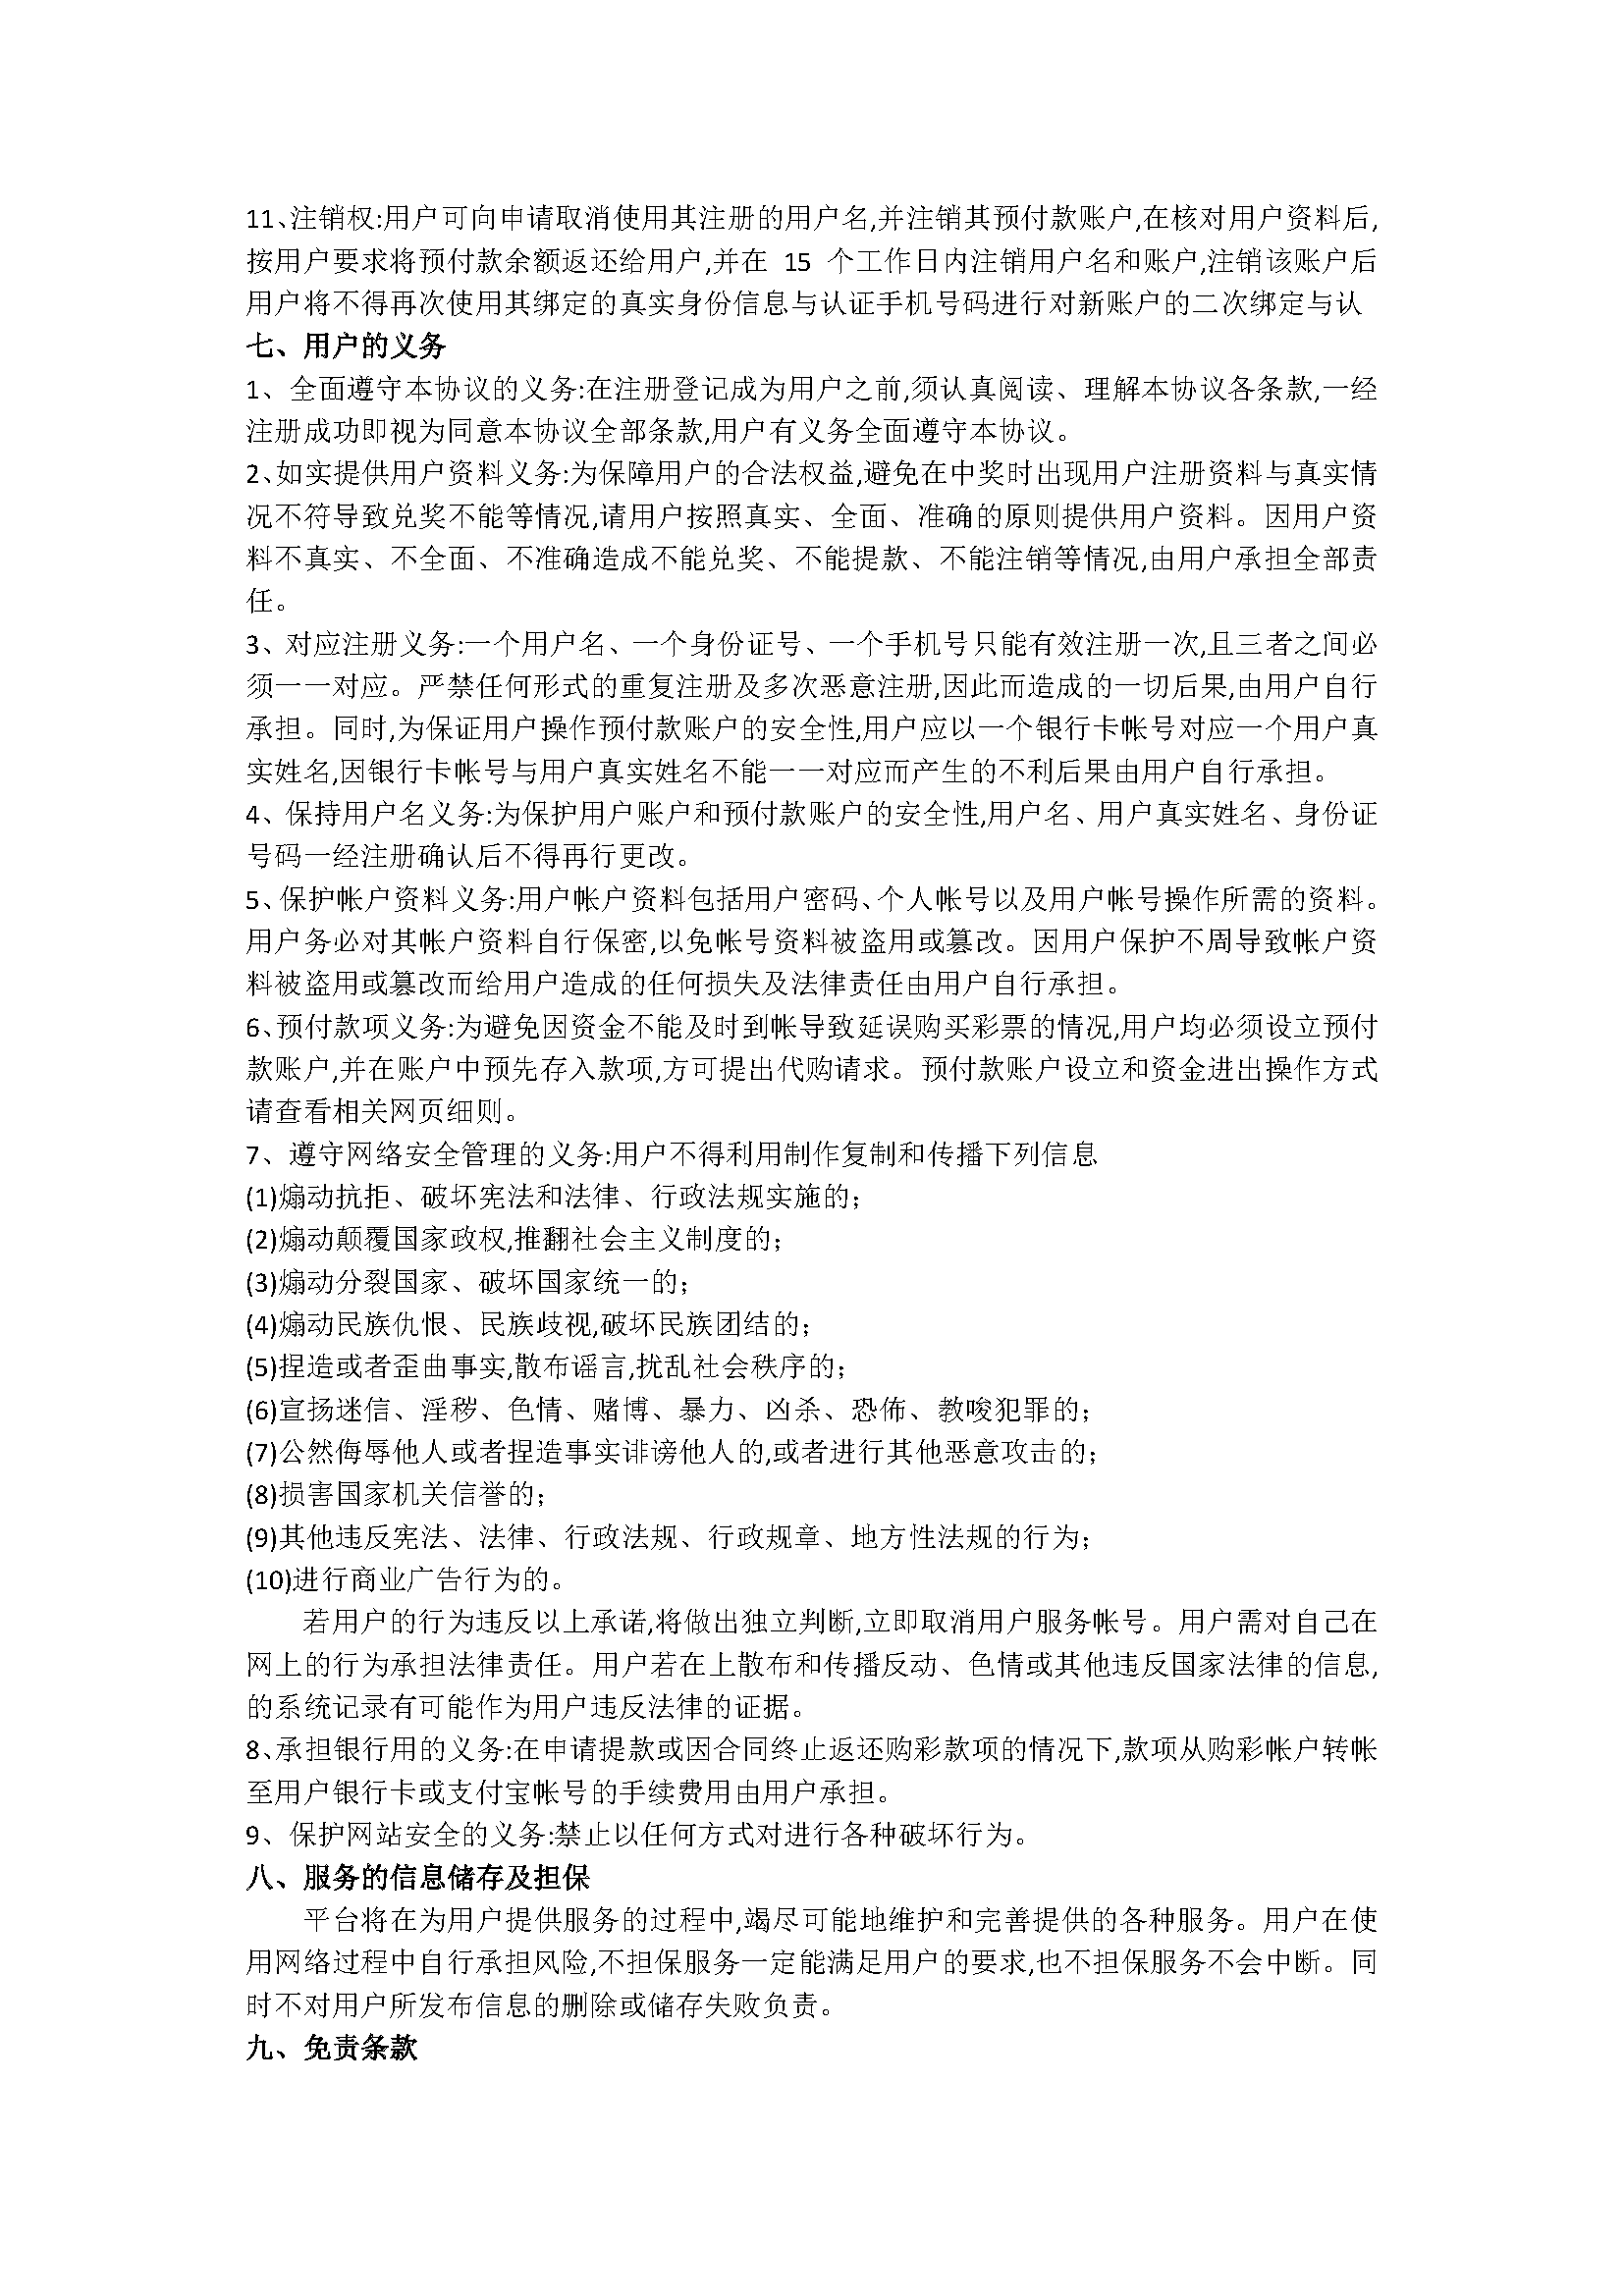 11、注销权:用户可向申请取消使用其注册的用户名,并注销其预付款账户,在核对用户资料后,
按用户要求将预付款余额返还给用户,并在 15 个工作日内注销用户名和账户,注销该账户后
用户将不得再次使用其绑定的真实身份信息与认证手机号码进行对新账户的二次绑定与认
七、用户的义务
1、全面遵守本协议的义务:在注册登记成为用户之前,须认真阅读、理解本协议各条款,一经
注册成功即视为同意本协议全部条款,用户有义务全面遵守本协议。
2、如实提供用户资料义务:为保障用户的合法权益,避免在中奖时出现用户注册资料与真实情
况不符导致兑奖不能等情况,请用户按照真实、全面、准确的原则提供用户资料。因用户资
料不真实、不全面、不准确造成不能兑奖、不能提款、不能注销等情况,由用户承担全部责
任。
3、对应注册义务:一个用户名、一个身份证号、一个手机号只能有效注册一次,且三者之间必
须一一对应。严禁任何形式的重复注册及多次恶意注册,因此而造成的一切后果,由用户自行
承担。同时,为保证用户操作预付款账户的安全性,用户应以一个银行卡帐号对应一个用户真
实姓名,因银行卡帐号与用户真实姓名不能一一对应而产生的不利后果由用户自行承担。
4、保持用户名义务:为保护用户账户和预付款账户的安全性,用户名、用户真实姓名、身份证
号码一经注册确认后不得再行更改。
5、保护帐户资料义务:用户帐户资料包括用户密码、个人帐号以及用户帐号操作所需的资料。
用户务必对其帐户资料自行保密,以免帐号资料被盗用或篡改。因用户保护不周导致帐户资
料被盗用或篡改而给用户造成的任何损失及法律责任由用户自行承担。
6、预付款项义务:为避免因资金不能及时到帐导致延误购买彩票的情况,用户均必须设立预付
款账户,并在账户中预先存入款项,方可提出代购请求。预付款账户设立和资金进出操作方式
请查看相关网页细则。
7、遵守网络安全管理的义务:用户不得利用制作复制和传播下列信息
(1)煽动抗拒、破坏宪法和法律、行政法规实施的;
(2)煽动颠覆国家政权,推翻社会主义制度的;
(3)煽动分裂国家、破坏国家统一的;
(4)煽动民族仇恨、民族歧视,破坏民族团结的;
(5)捏造或者歪曲事实,散布谣言,扰乱社会秩序的;
(6)宣扬迷信、淫秽、色情、赌博、暴力、凶杀、恐怖、教唆犯罪的;
(7)公然侮辱他人或者捏造事实诽谤他人的,或者进行其他恶意攻击的;
(8)损害国家机关信誉的;
(9)其他违反宪法、法律、行政法规、行政规章、地方性法规的行为;
(10)进行商业广告行为的。
若用户的行为违反以上承诺,将做出独立判断,立即取消用户服务帐号。用户需对自己在
网上的行为承担法律责任。用户若在上散布和传播反动、色情或其他违反国家法律的信息,
的系统记录有可能作为用户违反法律的证据。
8、承担银行用的义务:在申请提款或因合同终止返还购彩款项的情况下,款项从购彩帐户转帐
至用户银行卡或支付宝帐号的手续费用由用户承担。
9、保护网站安全的义务:禁止以任何方式对进行各种破坏行为。
八、服务的信息储存及担保
平台将在为用户提供服务的过程中,竭尽可能地维护和完善提供的各种服务。用户在使
用网络过程中自行承担风险,不担保服务一定能满足用户的要求,也不担保服务不会中断。同
时不对用户所发布信息的删除或储存失败负责。
九、免责条款